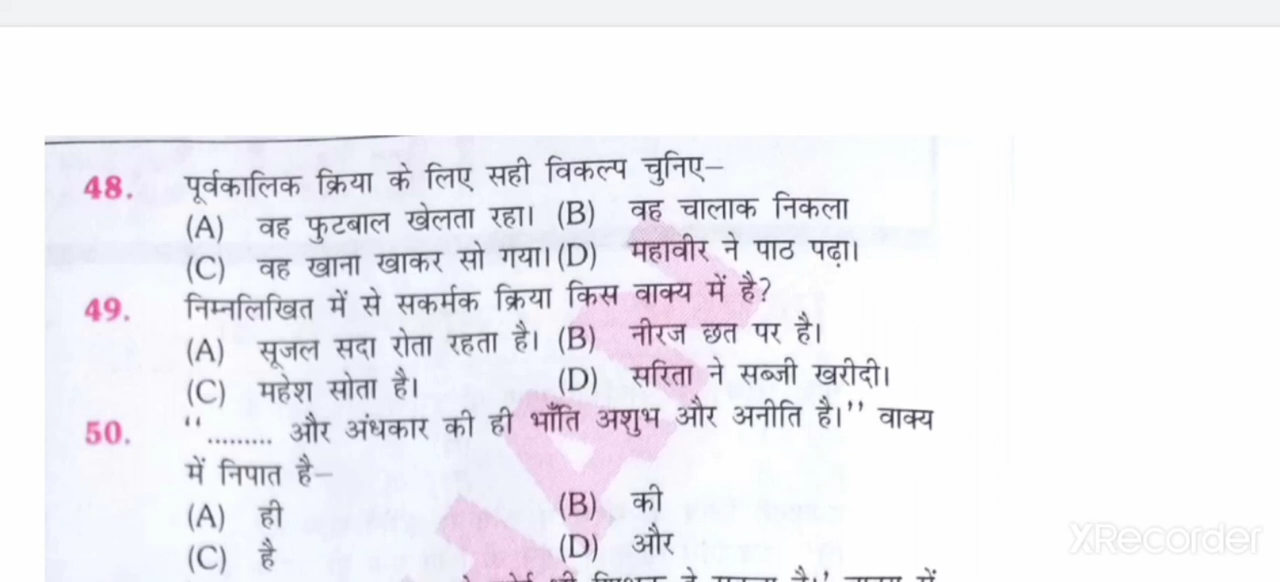 48. पूर्वकालिक क्रिया के लिए सही विकल्प चुनिए–
(A) वह फुटबाल खेलता रहा। (B) वह चालाक निकला
(C) वह खाना खाकर सो गया। (D) महावीर ने पाठ पढ़ा।
49. निम्नलिखित में से सकर्मक क्रिया किस वाक्य में है?
(A) सूजल सदा रोता रहता है। (B) नीरज छत पर है।
(C) महेश सोता है। (D) सरिता ने सब्जी खरीदी।
50. “......... और अंधकार की ही भाँति अशुभ और अनीति है।” वाक्य
में निपात है–
(A) ही (B) की
(C) है (D) और
XRecorder